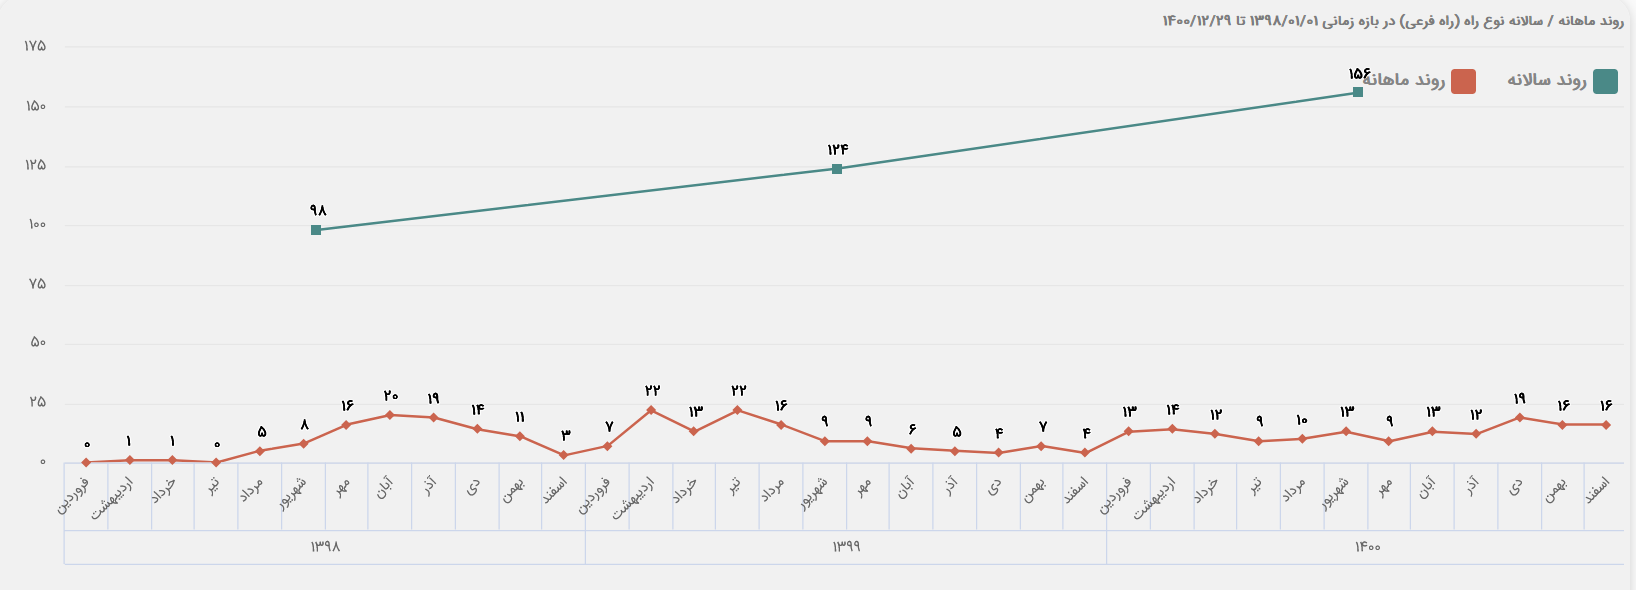 روند ماهانه / سالانه نوع راه (راه فرعی) در بازه زمانی ۱۳۹۸/۰۱/۰۱ تا ۱۴۰۰/۱۲/۲۹
روند سالانه
روند ماهانه
۱۷۵
۱۵۰
۱۲۵
۱۰۰
۷۵
۵۰
۲۵
۰
۹۸
۱۲۴
۱۵۶
۰ ۱ ۱ ۰ ۵ ۸ ۱۶ ۲۰ ۱۹ ۱۴ ۱۱ ۳ ۷ ۲۲ ۱۳ ۲۲ ۱۶ ۹ ۹ ۶ ۵ ۴ ۷ ۴ ۱۳ ۱۴ ۱۲ ۹ ۱۰ ۱۳ ۹ ۱۳ ۱۲ ۱۹ ۱۶ ۱۶
فروردین اردیبهشت خرداد تیر مرداد شهریور مهر آبان آذر دی بهمن اسفند فروردین اردیبهشت خرداد تیر مرداد شهریور مهر آبان آذر دی بهمن اسفند فروردین اردیبهشت خرداد تیر مرداد شهریور مهر آبان آذر دی بهمن اسفند
۱۳۹۸ ۱۳۹۹ ۱۴۰۰